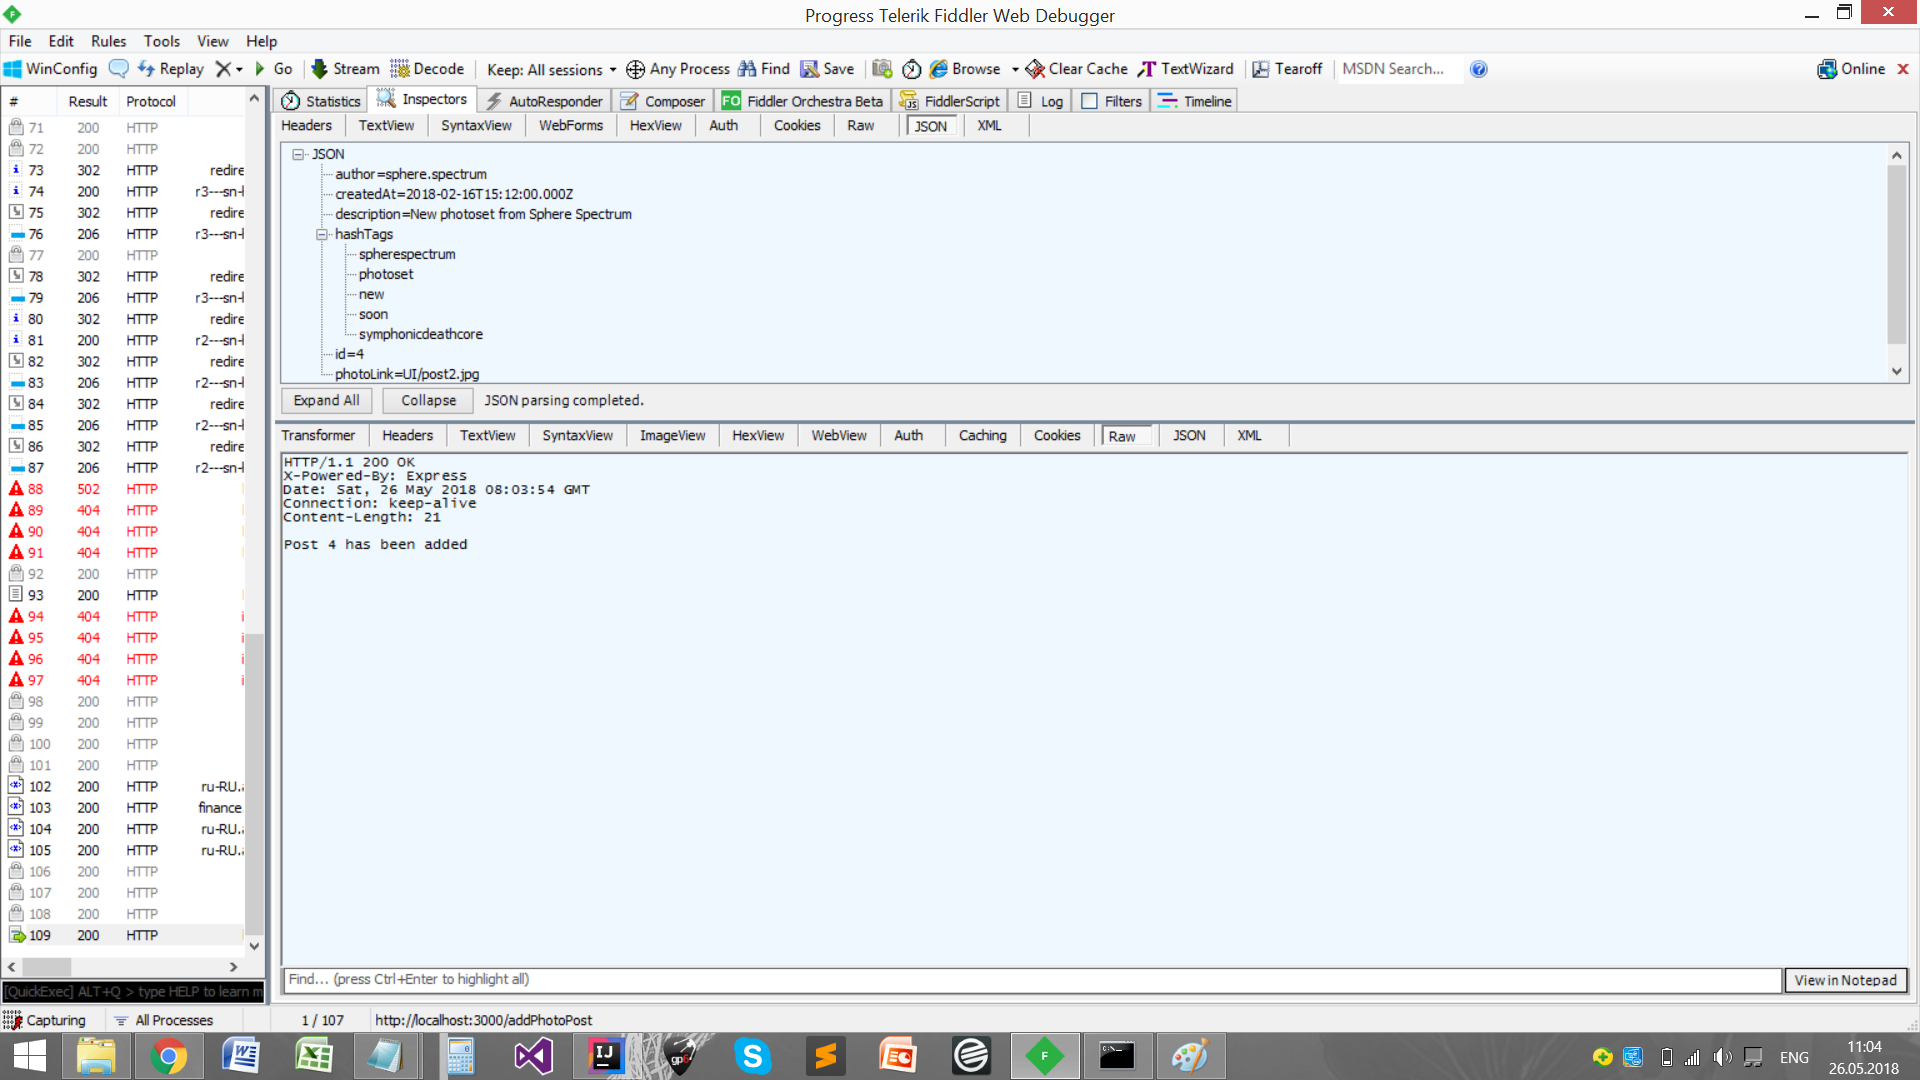 Progress Telerik Fiddler Web Debugger
File Edit Rules Tools View Help
WinConfig Replay Go Stream Decode Keep: All sessions Any Process Find Save Browse Clear Cache TextWizard Tearoff MSDN Search... Online
# Result Protocol
Statistics Inspectors AutoResponder Composer Fiddler Orchestra Beta FiddlerScript Log Filters Timeline
Headers TextView SyntaxView WebForms HexView Auth Cookies Raw JSON XML
71 200 HTTP
72 200 HTTP
73 302 HTTP redire
74 200 HTTP r3---sn-
75 302 HTTP redire
76 206 HTTP r3---sn-
77 200 HTTP
78 302 HTTP redire
79 206 HTTP r3---sn-
80 302 HTTP redire
81 200 HTTP r2---sn-
82 302 HTTP redire
83 206 HTTP r2---sn-
84 302 HTTP redire
85 206 HTTP r2---sn-
86 302 HTTP redire
87 206 HTTP r2---sn-
88 502 HTTP
89 404 HTTP
90 404 HTTP
91 404 HTTP
92 200 HTTP
93 200 HTTP
94 404 HTTP
95 404 HTTP
96 404 HTTP
97 404 HTTP
98 200 HTTP
99 200 HTTP
100 200 HTTP
101 200 HTTP
102 200 HTTP ru-RU.
103 200 HTTP finance
104 200 HTTP ru-RU.
105 200 HTTP ru-RU.
106 200 HTTP
107 200 HTTP
108 200 HTTP
109 200 HTTP
JSON
author=sphere.spectrum
createdAt=2018-02-16T15:12:00.000Z
description=New photoset from Sphere Spectrum
hashTags
spherespectrum
photoset
new
soon
symphonicdeathcore
id=4
photoLink=UI/post2.jpg
Expand All Collapse JSON parsing completed.
Transformer Headers TextView SyntaxView ImageView HexView WebView Auth Caching Cookies Raw JSON XML
HTTP/1.1 200 OK
X-Powered-By: Express
Date: Sat, 26 May 2018 08:03:54 GMT
Connection: keep-alive
Content-Length: 21
Post 4 has been added
Find... (press Ctrl+Enter to highlight all) View in Notepad
[QuickExec] ALT+Q > type HELP to learn m
Capturing All Processes 1 / 107 http://localhost:3000/addPhotoPost
ENG
11:04
26.05.2018